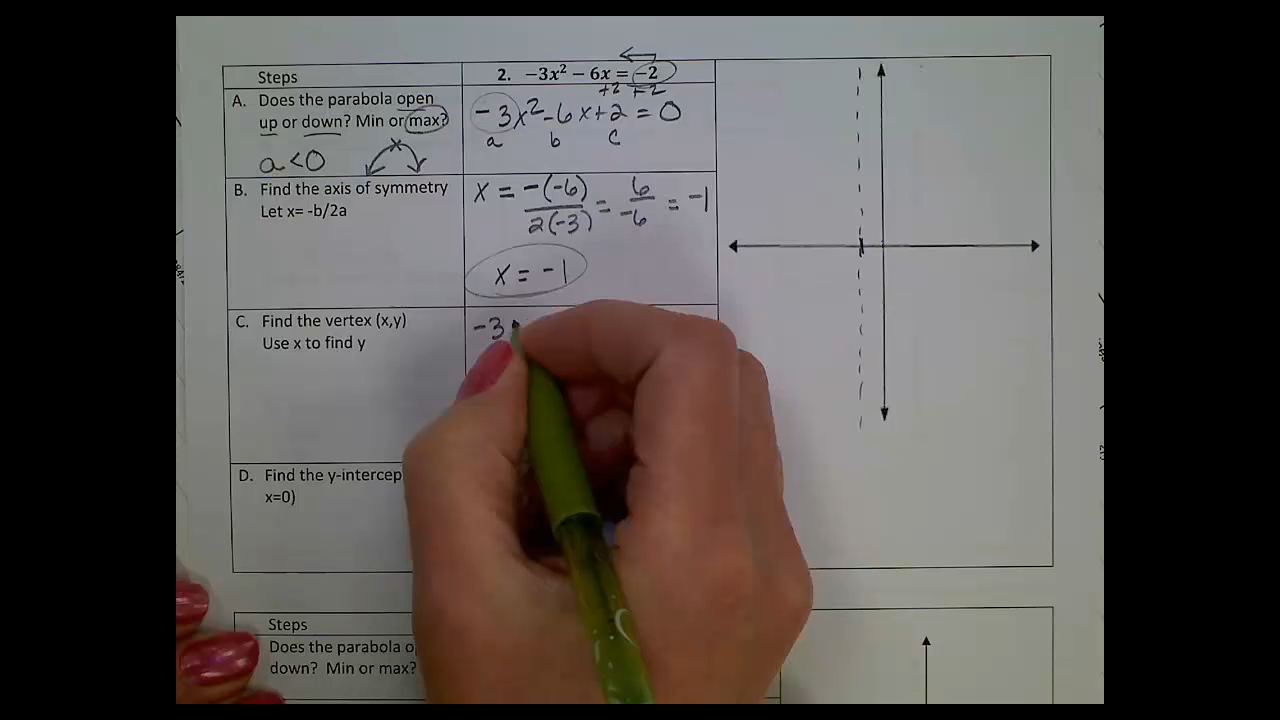 Steps
2. −3x² − 6x = −2
+2 +2
A. Does the parabola open
up or down? Min or max?
-3x²-6x+2=0
a b c
a<0
B. Find the axis of symmetry
Let x= -b/2a
x = -(-6)/2(-3) = 6/-6 = -1
x = -1
C. Find the vertex (x,y)
Use x to find y
-3
D. Find the y-intercep
x=0)
Steps
Does the parabola o
down? Min or max?